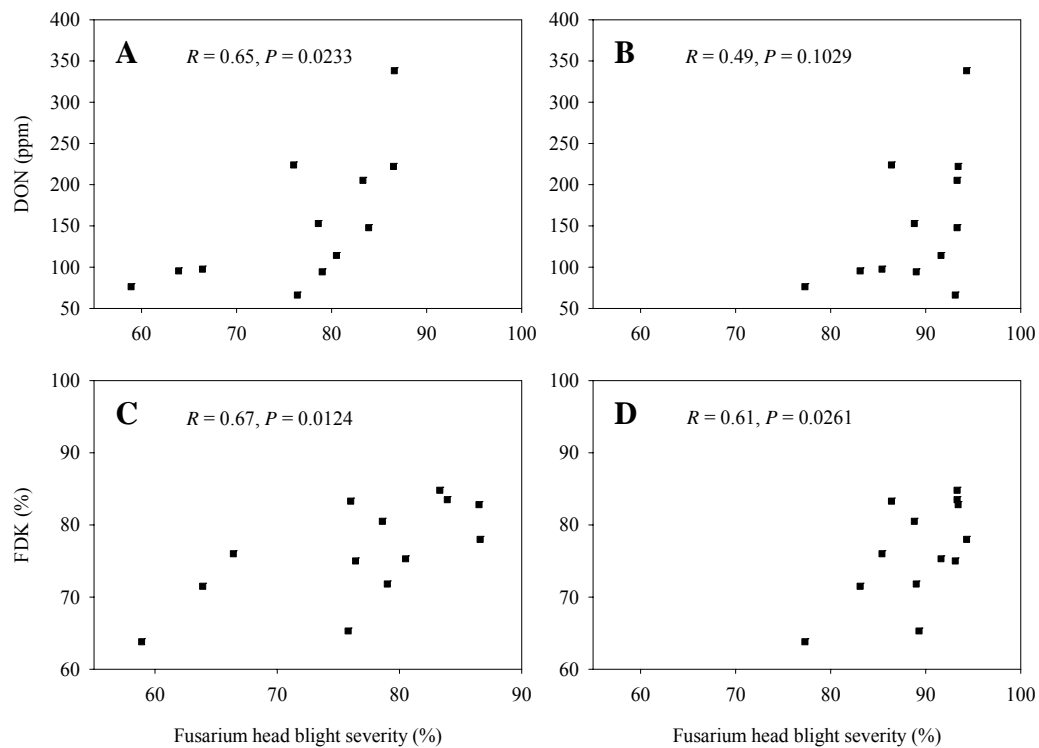 A
R = 0.65, P = 0.0233
B
R = 0.49, P = 0.1029
400
350
300
250
200
150
100
50
DON (ppm)
400
350
300
250
200
150
100
50
60 70 80 90 100
60 70 80 90 100
C
R = 0.67, P = 0.0124
D
R = 0.61, P = 0.0261
100
90
80
70
60
FDK (%)
100
90
80
70
60
60 70 80 90
60 70 80 90 100
Fusarium head blight severity (%)
Fusarium head blight severity (%)